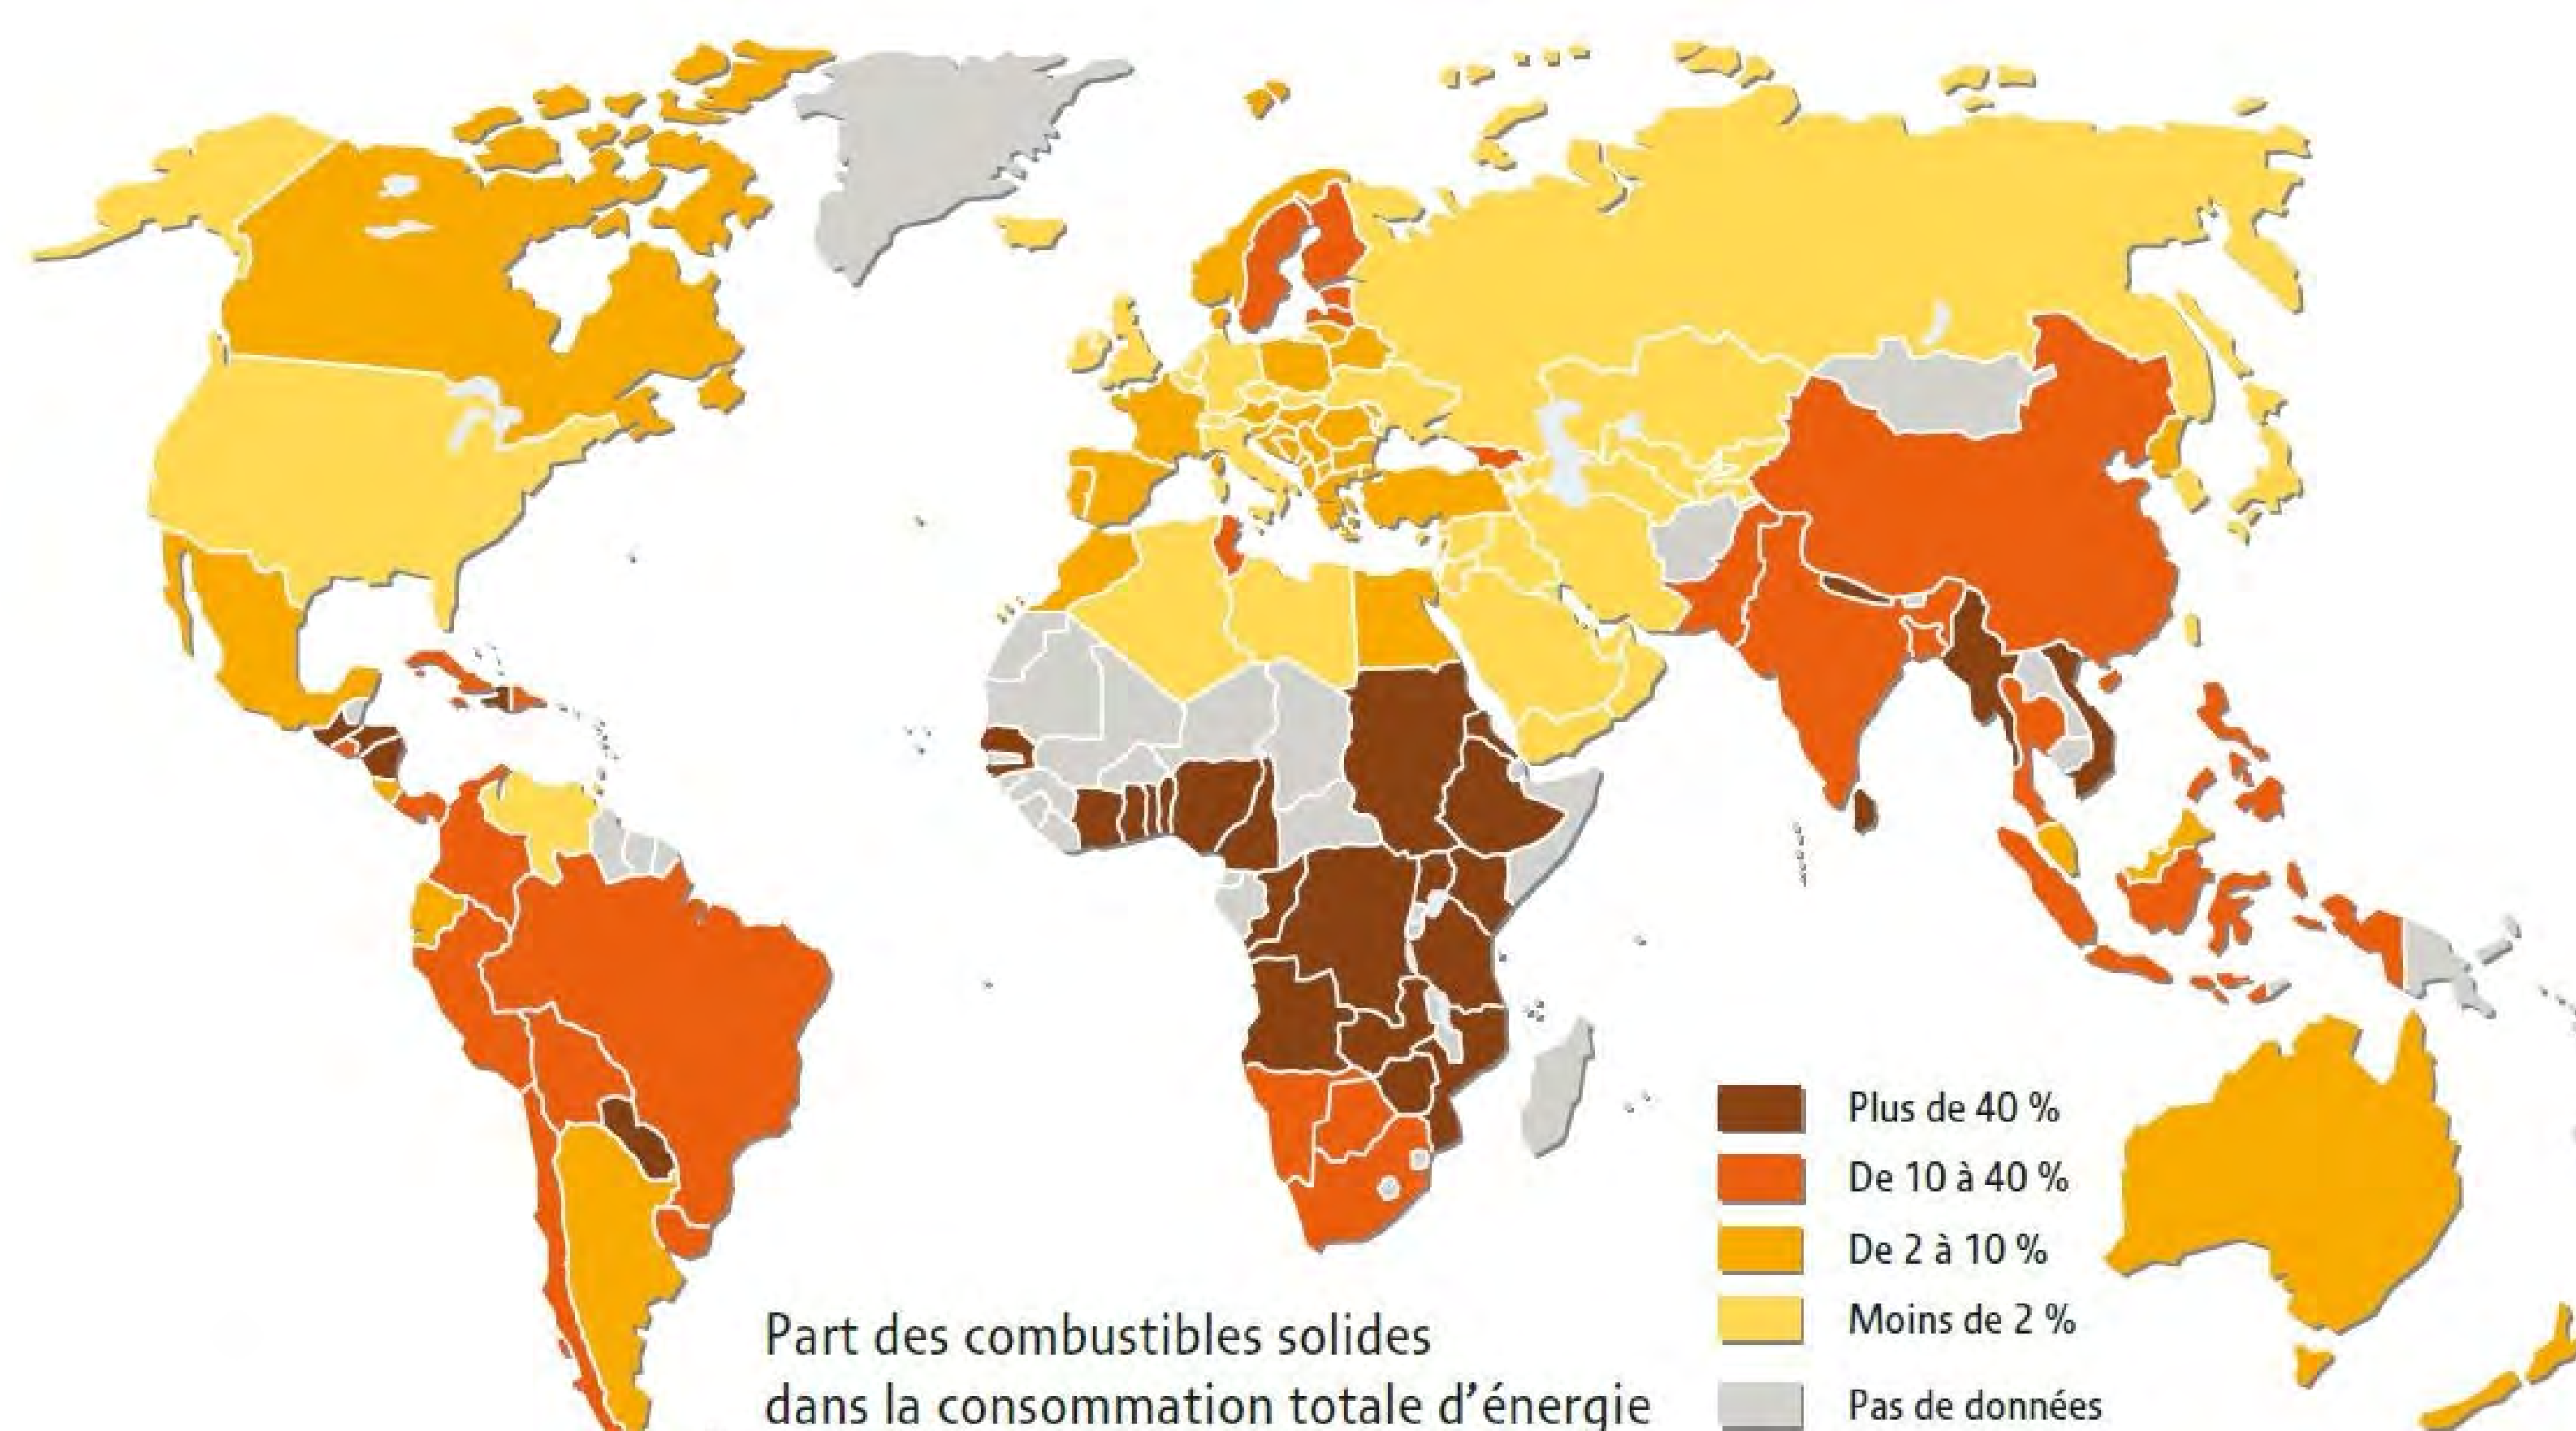 Plus de 40 %
De 10 à 40 %
De 2 à 10 %
Moins de 2 %
Pas de données
Part des combustibles solides
dans la consommation totale d'énergie